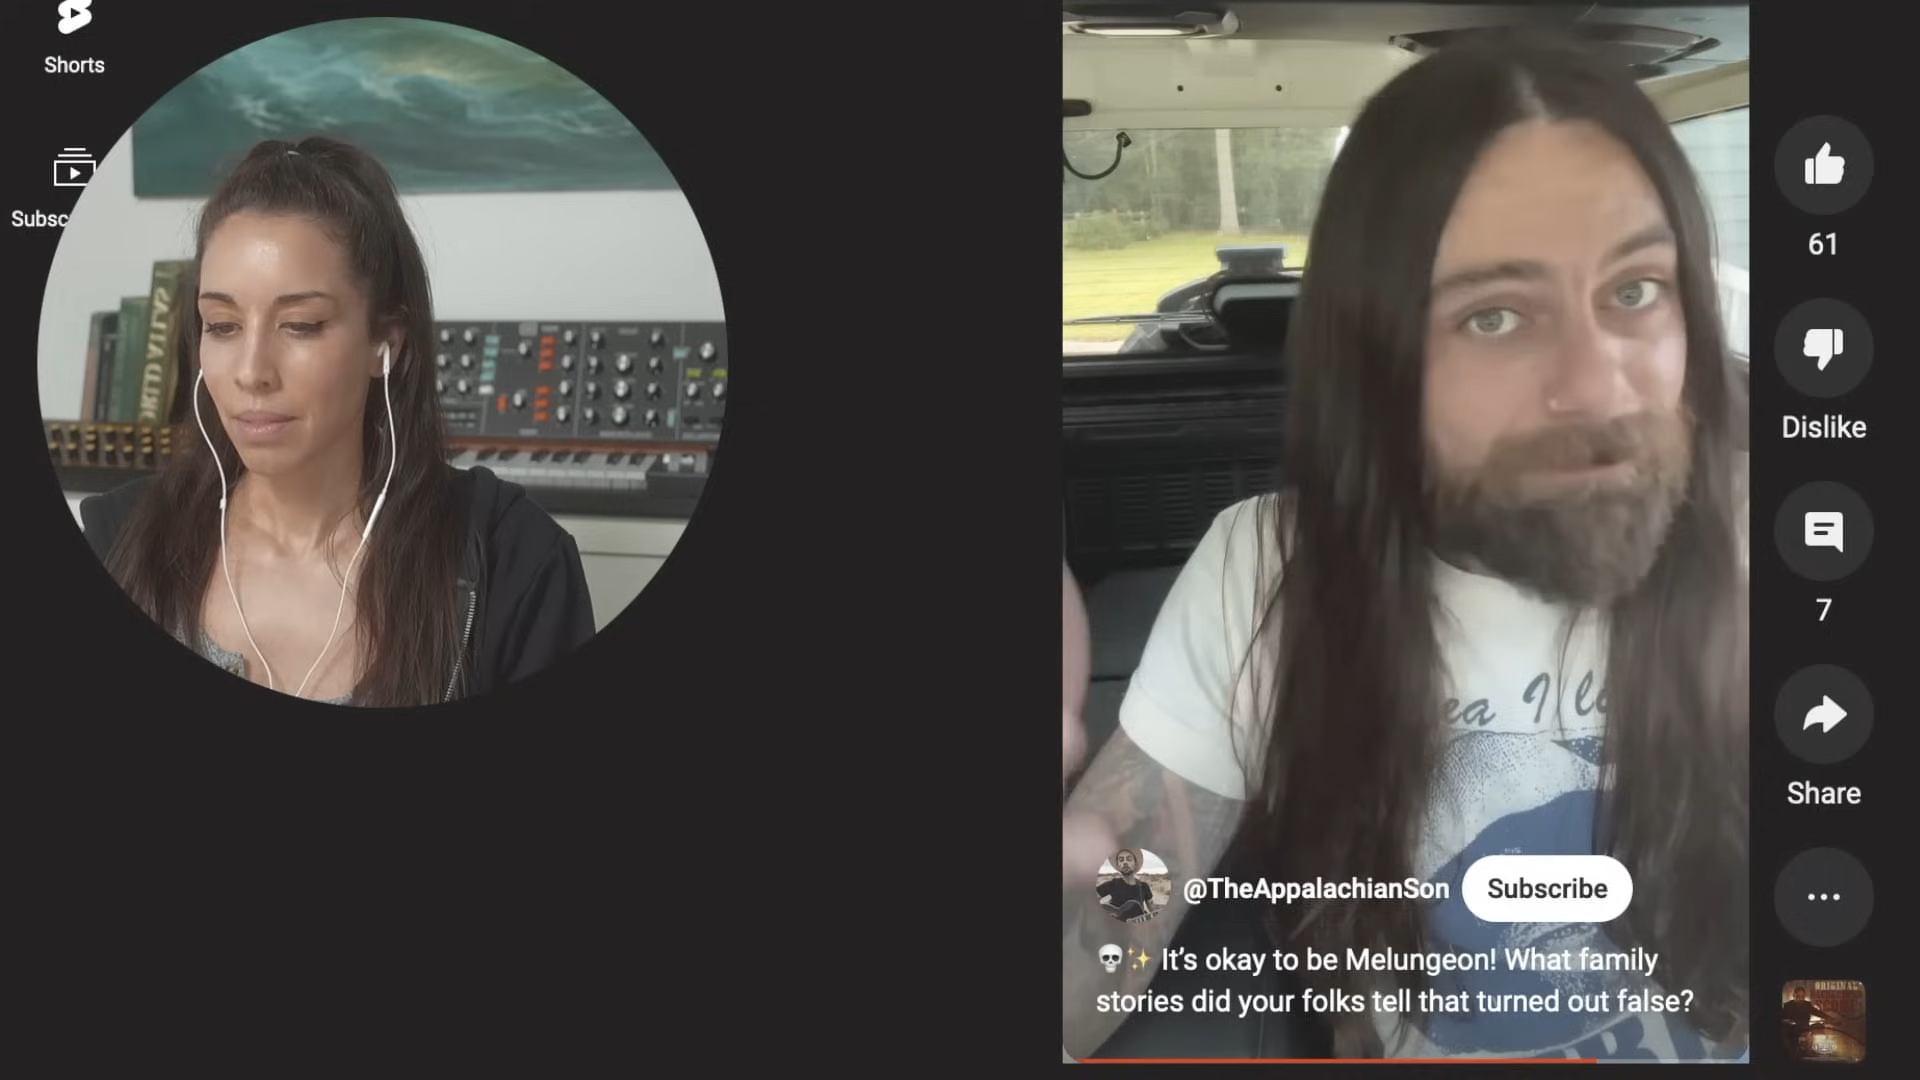 Shorts
Subsc
61
Dislike
7
Share
@TheAppalachianSon
Subscribe
💀✨ It's okay to be Melungeon! What family
stories did your folks tell that turned out false?
ORIGINAL